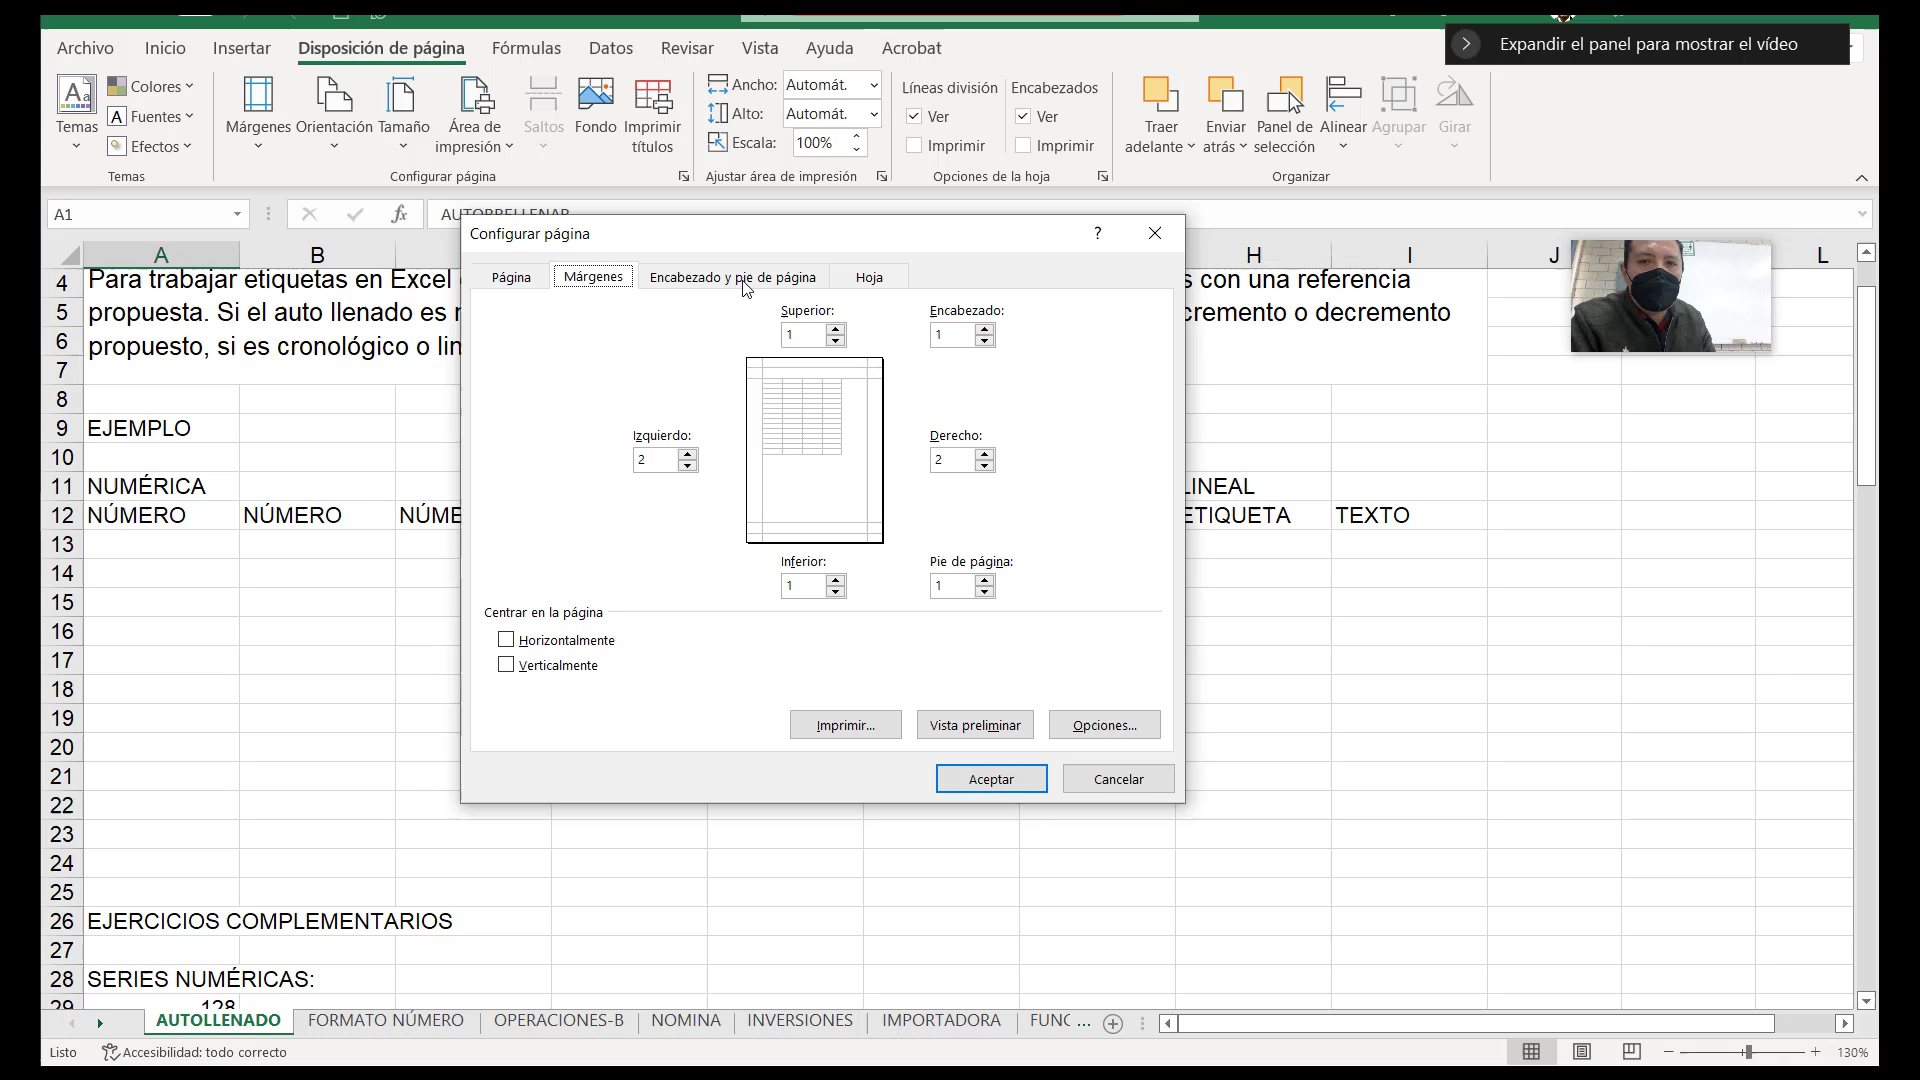 Archivo Inicio Insertar Disposición de página Fórmulas Datos Revisar Vista Ayuda Acrobat
Expandir el panel para mostrar el vídeo
Temas
Colores
Fuentes
Efectos
Temas
Márgenes Orientación Tamaño Área de impresión Saltos Fondo Imprimir títulos
Configurar página
Ancho: Automát.
Alto: Automát.
Escala: 100%
Ajustar área de impresión
Líneas división Encabezados
Ver Ver
Imprimir Imprimir
Opciones de la hoja
Traer adelante Enviar atrás Panel de selección Alinear Agrupar Girar
Organizar
A1
fx
AUTORRELLENAR
A B H I J L
4 Para trabajar etiquetas en Excel s con una referencia
5 propuesta. Si el auto llenado es cremento o decremento
6 propuesto, si es cronológico o
7
8
9 EJEMPLO
10
11 NUMÉRICA LINEAL
12 NÚMERO NÚMERO NÚME ETIQUETA TEXTO
13
14
15
16
17
18
19
20
21
22
23
24
25
26 EJERCICIOS COMPLEMENTARIOS
27
28 SERIES NUMÉRICAS:
29 128
Configurar página ?
Página Márgenes Encabezado y pie de página Hoja
Superior: Encabezado:
1 1
Izquierdo: Derecho:
2 2
Inferior: Pie de página:
1 1
Centrar en la página
Horizontalmente
Verticalmente
Imprimir... Vista preliminar Opciones...
Aceptar Cancelar
AUTOLLENADO FORMATO NÚMERO OPERACIONES-B NOMINA INVERSIONES IMPORTADORA FUNC ...
Listo Accesibilidad: todo correcto 130%